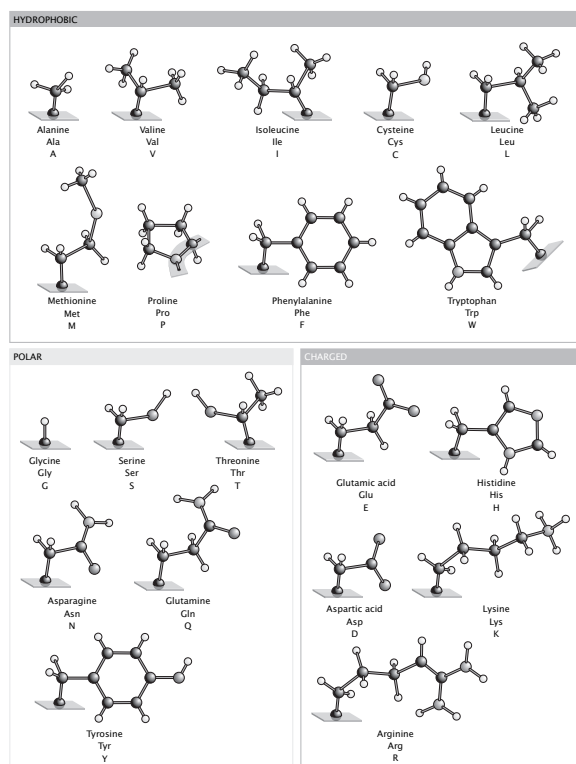 HYDROPHOBIC
Alanine
Ala
A
Valine
Val
V
Isoleucine
Ile
I
Cysteine
Cys
C
Leucine
Leu
L
Methionine
Met
M
Proline
Pro
P
Phenylalanine
Phe
F
Tryptophan
Trp
W
POLAR
Glycine
Gly
G
Serine
Ser
S
Threonine
Thr
T
Asparagine
Asn
N
Glutamine
Gln
Q
Tyrosine
Tyr
Y
CHARGED
Glutamic acid
Glu
E
Histidine
His
H
Aspartic acid
Asp
D
Lysine
Lys
K
Arginine
Arg
R